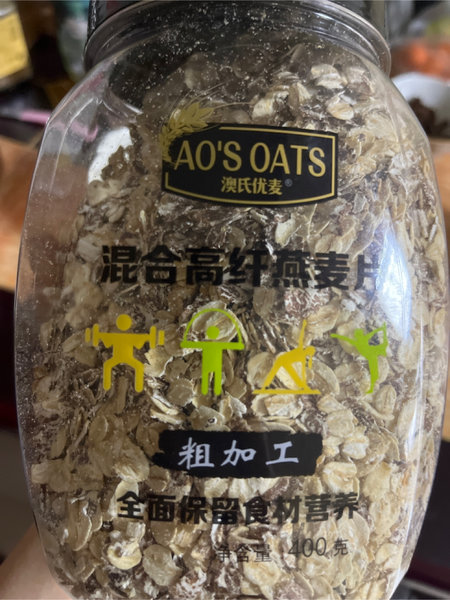 AO'S OATS
澳氏优麦®
混合高纤燕麦片
粗加工
全面保留食材营养
净含量 400克